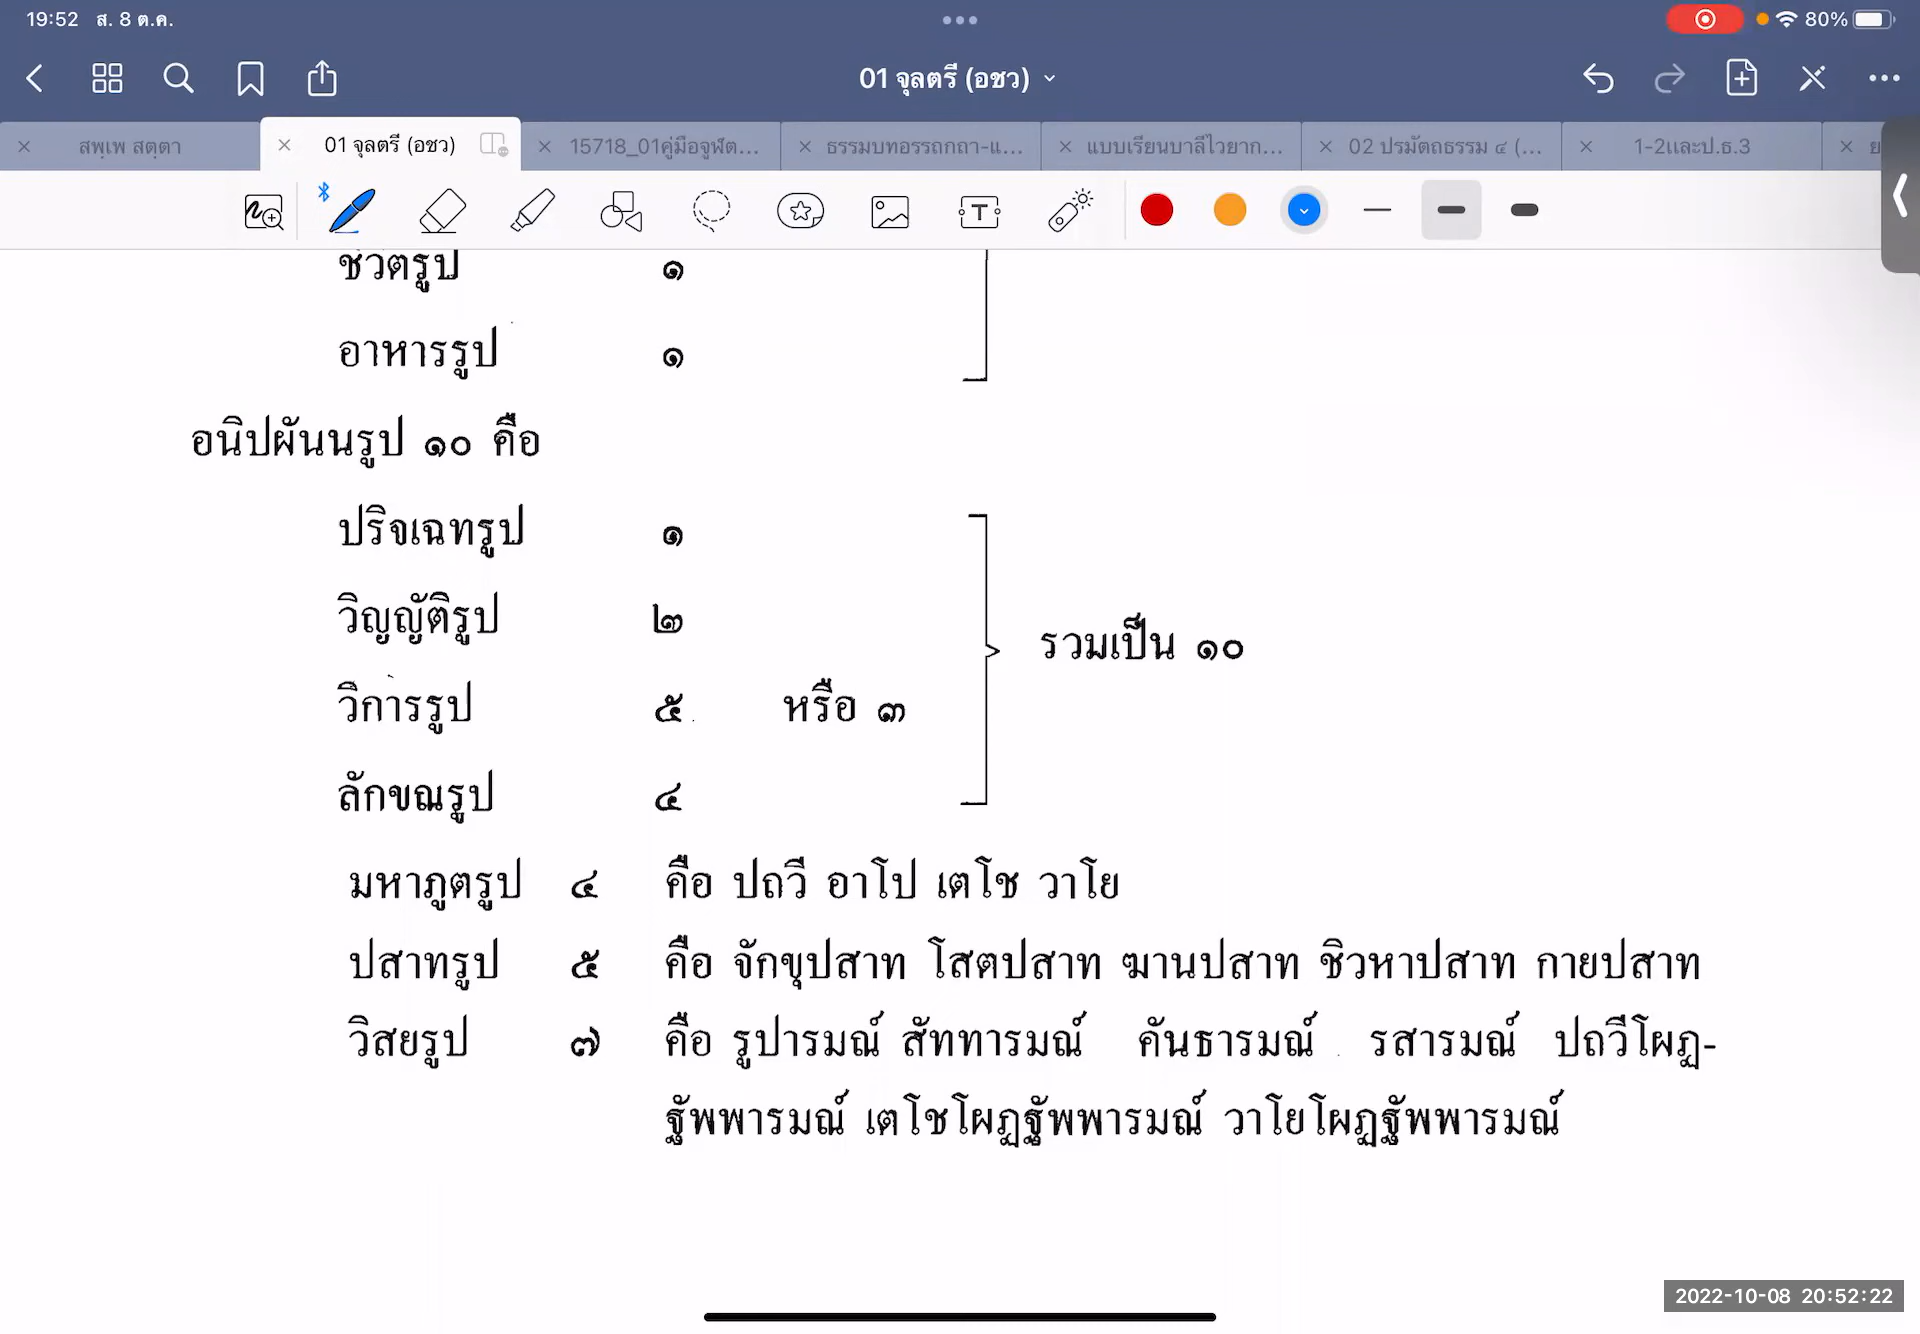 19:52 ส. 8 ต.ค.
80%
01 จุลตรี (อชว)
สพฺเพ สตฺตา
01 จุลตรี (อชว)
15718_01คู่มือจูฬัต...
ธรรมบทอรรถกถา-แ...
แบบเรียนบาลีไวยาก...
02 ปรมัตถธรรม ๔ (...
1-2และป.ธ.3
ย
ชีวิตรูป ๑
อาหารรูป ๑
อนิปผันนรูป ๑๐ คือ
ปริจเฉทรูป ๑
วิญญัติรูป ๒
รวมเป็น ๑๐
วิการรูป ๕ หรือ ๓
ลักขณรูป ๔
มหาภูตรูป ๔ คือ ปถวี อาโป เตโช วาโย
ปสาทรูป ๕ คือ จักขุปสาท โสตปสาท ฆานปสาท ชิวหาปสาท กายปสาท
วิสยรูป ๗ คือ รูปารมณ์ สัททารมณ์ คันธารมณ์ รสารมณ์ ปถวีโผฏ-
ฐัพพารมณ์ เตโชโผฏฐัพพารมณ์ วาโยโผฏฐัพพารมณ์
2022-10-08 20:52:22